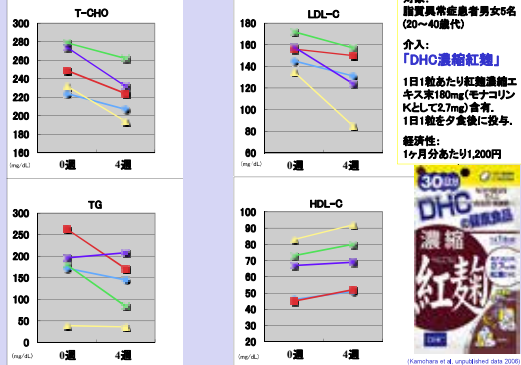 T-CHO
300
280
260
240
220
200
180
160
(mg/dL)
0週
4週
LDL-C
180
160
140
120
100
80
60
(mg/dL)
0週
4週
脂質異常症患者男女5名
(20～40歳代)
介入:
「DHC濃縮紅麹」
1日1粒あたり紅麹濃縮エ
キス末180mg(モナコリン
Kとして2.7mg)含有.
1日1粒を夕食後に投与.
経済性:
1ヶ月分あたり1,200円
TG
300
250
200
150
100
50
0
(mg/dL)
0週
4週
HDL-C
100
90
80
70
60
50
40
30
20
(mg/dL)
0週
4週
30日分
DHC
の健康食品
濃縮
紅麹
DHC
(Kamohara et al. unpublished data 2006)